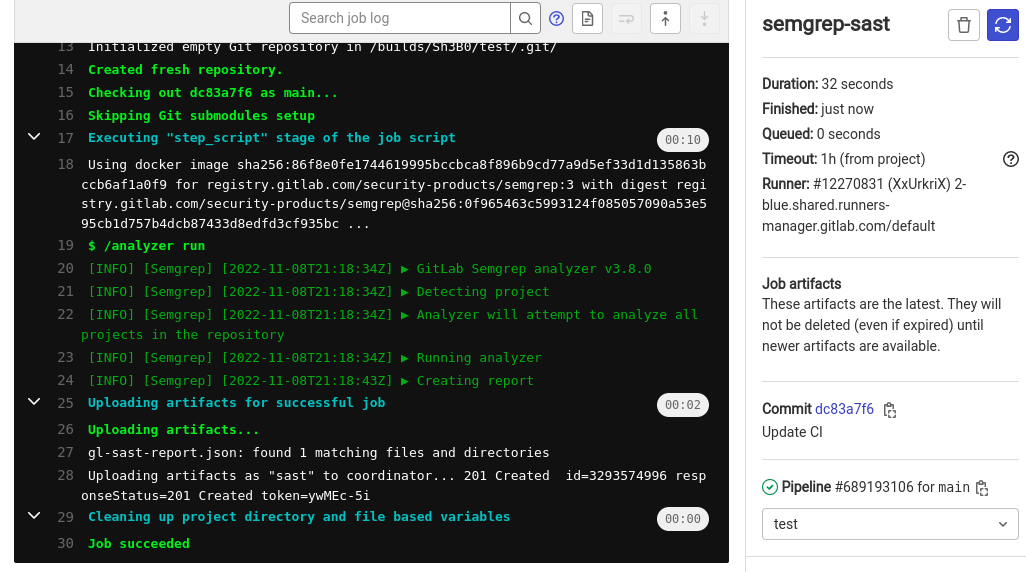 Search job log
13 Initialized empty Git repository in /builds/Sh3B0/test/.git/
14 Created fresh repository.
15 Checking out dc83a7f6 as main...
16 Skipping Git submodules setup
17 Executing "step_script" stage of the job script 00:10
18 Using docker image sha256:86f8e0fe1744619995bccbca8f896b9cd77a9d5ef33d1d135863b
ccb6af1a0f9 for registry.gitlab.com/security-products/semgrep:3 with digest regi
stry.gitlab.com/security-products/semgrep@sha256:0f965463c5993124f085057090a53e5
95cb1d757b4dcb87433d8edfd3cf935bc ...
19 $ /analyzer run
20 [INFO] [Semgrep] [2022-11-08T21:18:34Z] ▶ GitLab Semgrep analyzer v3.8.0
21 [INFO] [Semgrep] [2022-11-08T21:18:34Z] ▶ Detecting project
22 [INFO] [Semgrep] [2022-11-08T21:18:34Z] ▶ Analyzer will attempt to analyze all
projects in the repository
23 [INFO] [Semgrep] [2022-11-08T21:18:34Z] ▶ Running analyzer
24 [INFO] [Semgrep] [2022-11-08T21:18:43Z] ▶ Creating report
25 Uploading artifacts for successful job 00:02
26 Uploading artifacts...
27 gl-sast-report.json: found 1 matching files and directories
28 Uploading artifacts as "sast" to coordinator... 201 Created  id=3293574996 resp
onseStatus=201 Created token=ywMEc-5i
29 Cleaning up project directory and file based variables 00:00
30 Job succeeded
semgrep-sast
Duration: 32 seconds
Finished: just now
Queued: 0 seconds
Timeout: 1h (from project)
Runner: #12270831 (XxUrkriX) 2-
blue.shared.runners-
manager.gitlab.com/default
Job artifacts
These artifacts are the latest. They will
not be deleted (even if expired) until
newer artifacts are available.
Commit dc83a7f6
Update CI
Pipeline #689193106 for main
test